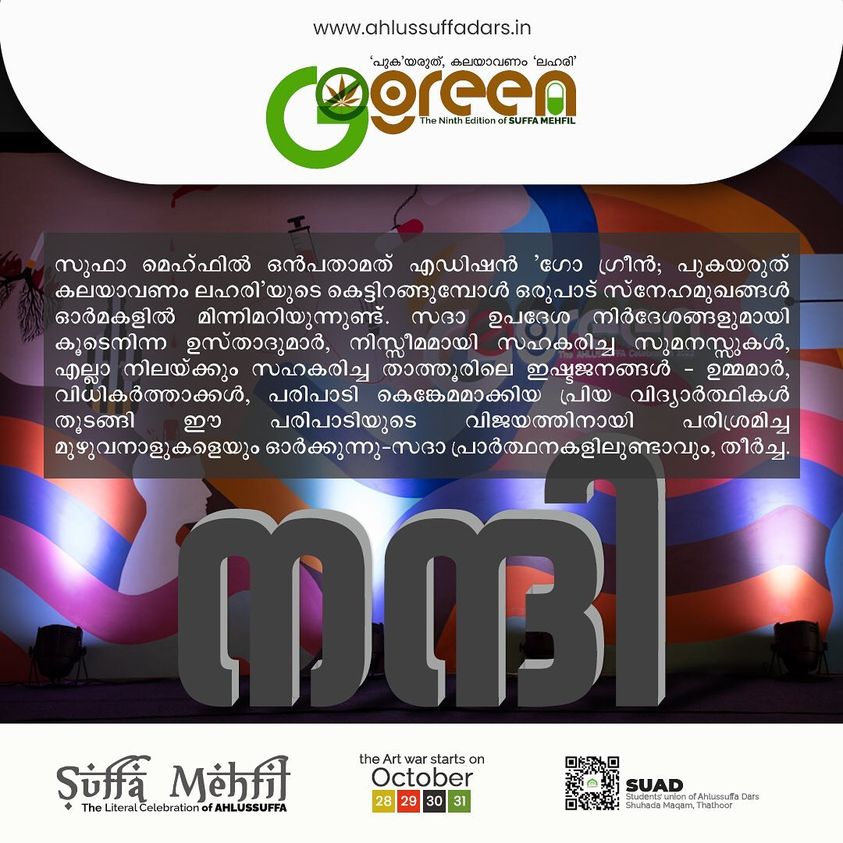 www.ahlussuffadars.in
'പുക'യരുത്, കലയാവണം 'ലഹരി'
Go green
The Ninth Edition of SUFFA MEHFIL
സുഫാ മെഹ്ഫിൽ ഒൻപതാമത് എഡിഷൻ 'ഗോ ഗ്രീൻ; പുകയരുത്
കലയാവണം ലഹരി'യുടെ കെട്ടിറങ്ങുമ്പോൾ ഒരുപാട് സ്നേഹമുഖങ്ങൾ
ഓർമകളിൽ മിന്നിമറിയുന്നുണ്ട്. സദാ ഉപദേശ നിർദേശങ്ങളുമായി
കൂടെനിന്ന ഉസ്താദുമാർ, നിസ്സീമമായി സഹകരിച്ച സുമനസ്സുകൾ,
എല്ലാ നിലയ്ക്കും സഹകരിച്ച താത്തൂരിലെ ഇഷ്ടജനങ്ങൾ - ഉമ്മമാർ,
വിധികർത്താക്കൾ, പരിപാടി കെങ്കേമമാക്കിയ പ്രിയ വിദ്യാർത്ഥികൾ
തുടങ്ങി ഈ പരിപാടിയുടെ വിജയത്തിനായി പരിശ്രമിച്ച
മുഴുവനാളുകളെയും ഓർക്കുന്നു-സദാ പ്രാർത്ഥനകളിലുണ്ടാവും, തീർച്ച.
നന്ദി
Suffa Mehfil
The Literal Celebration of AHLUSSUFFA
the Art war starts on
October
28 29 30 31
SUAD
Students' union of Ahlussuffa Dars
Shuhada Maqam, Thathoor